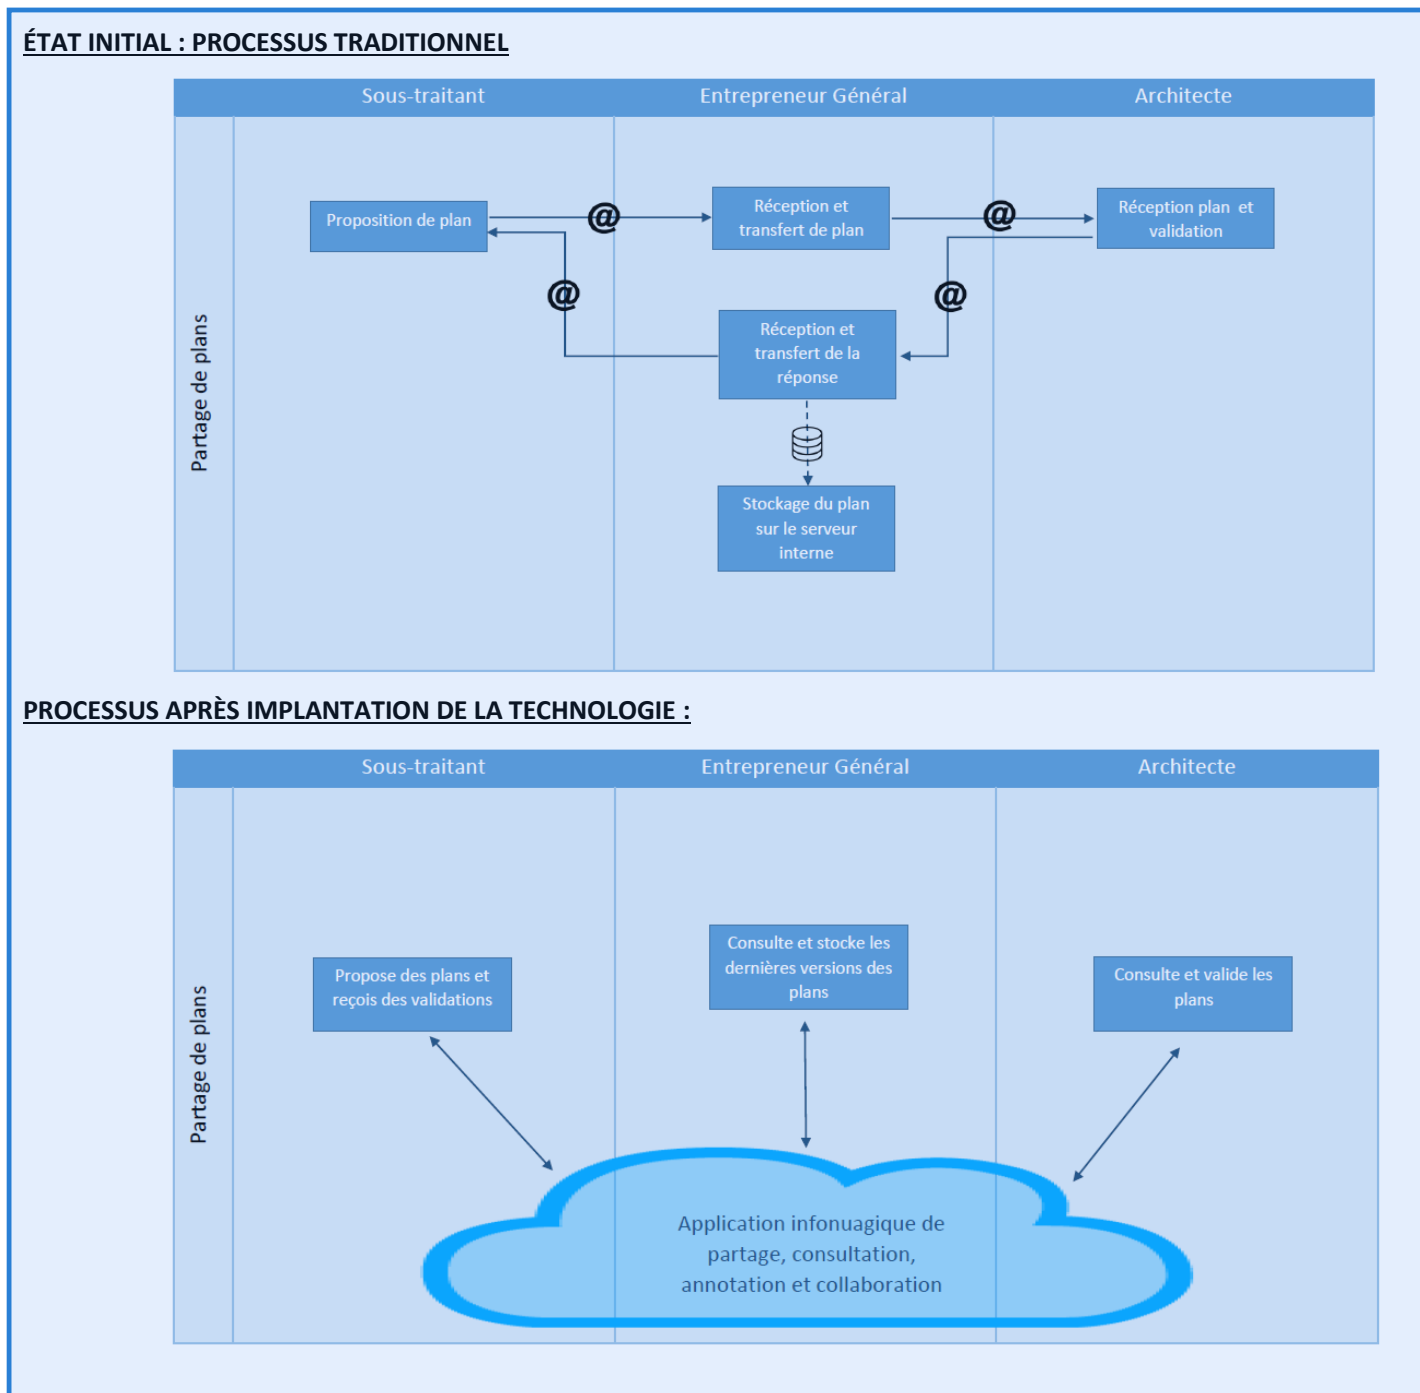 ÉTAT INITIAL : PROCESSUS TRADITIONNEL
Sous-traitant
Entrepreneur Général
Architecte
Partage de plans
Proposition de plan
@
Réception et
transfert de plan
@
Réception plan et
validation
@
@
Réception et
transfert de la
réponse
Stockage du plan
sur le serveur
interne
PROCESSUS APRÈS IMPLANTATION DE LA TECHNOLOGIE :
Sous-traitant
Entrepreneur Général
Architecte
Partage de plans
Propose des plans et
reçois des validations
Consulte et stocke les
dernières versions des
plans
Consulte et valide les
plans
Application infonuagique de
partage, consultation,
annotation et collaboration